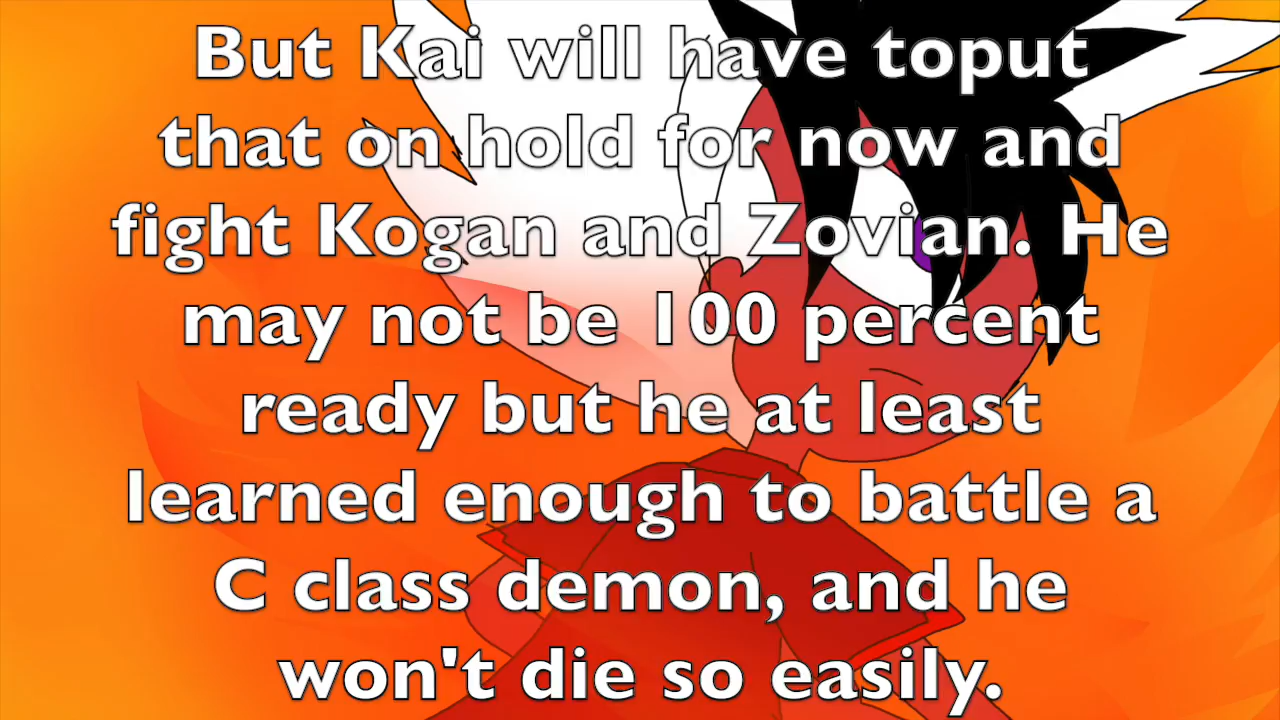 But Kai will have toput
that on hold for now and
fight Kogan and Zovian. He
may not be 100 percent
ready but he at least
learned enough to battle a
C class demon, and he
won't die so easily.